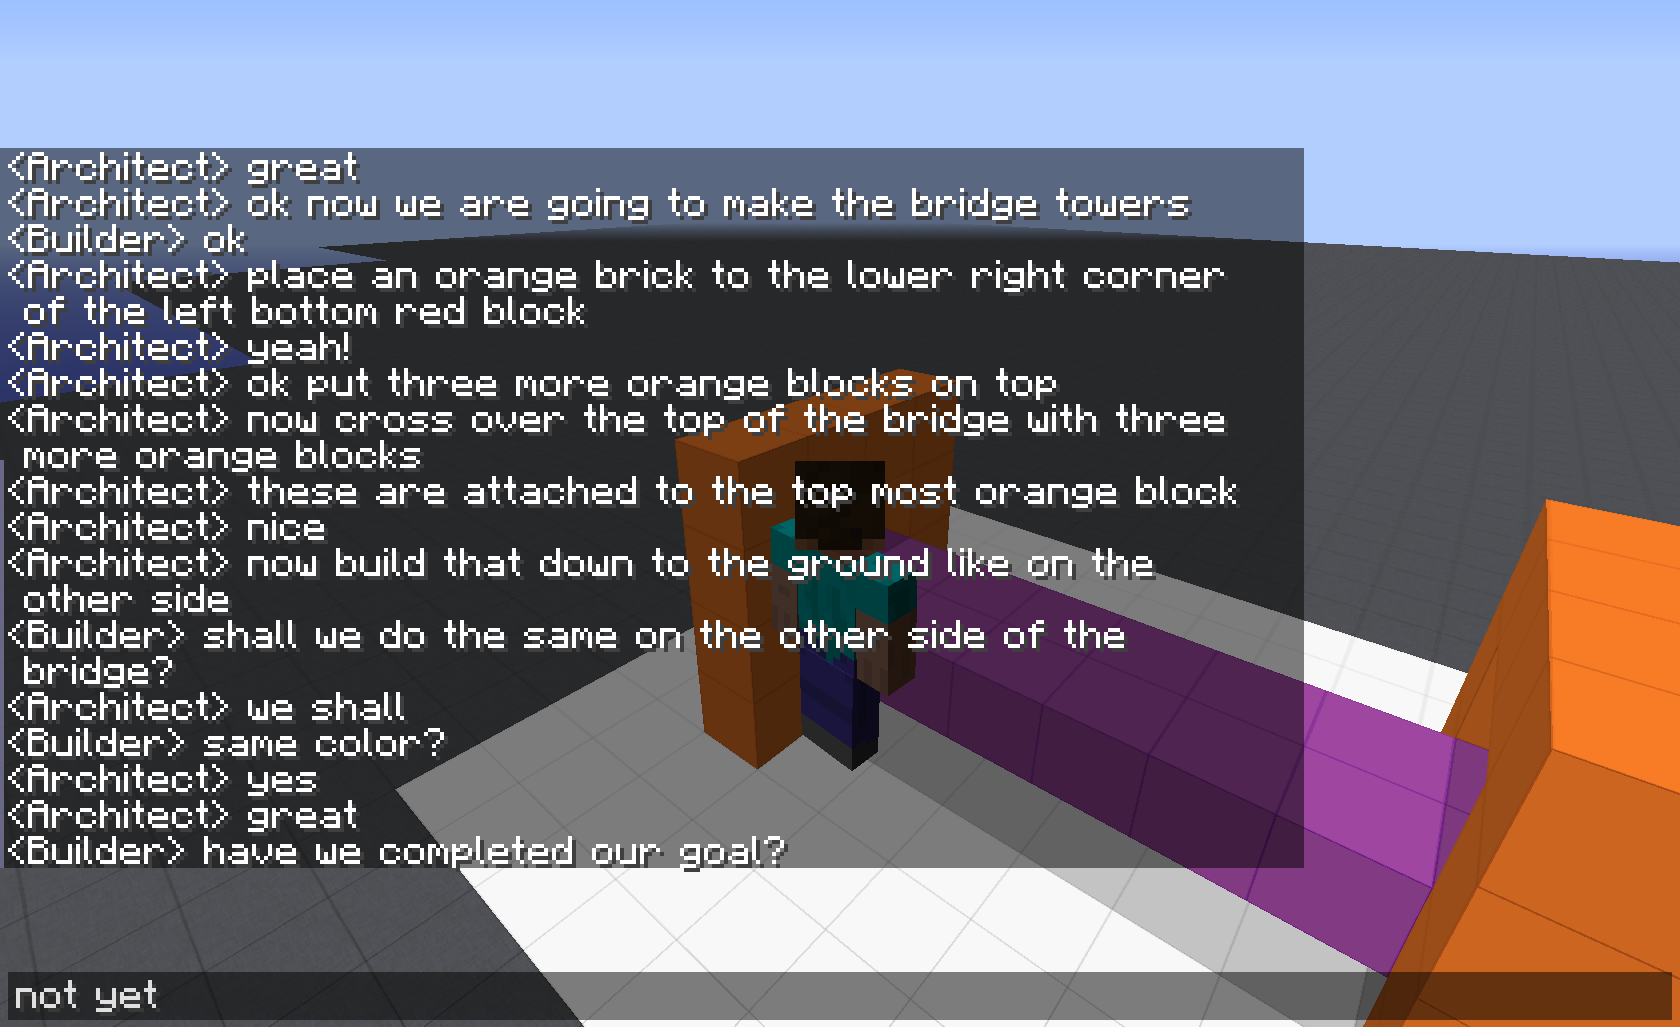 <Architect> great
<Architect> ok now we are going to make the bridge towers
<Builder> ok
<Architect> place an orange brick to the lower right corner
of the left bottom red block
<Architect> yeah!
<Architect> ok put three more orange blocks on top
<Architect> now cross over the top of the bridge with three
more orange blocks
<Architect> these are attached to the top most orange block
<Architect> nice
<Architect> now build that down to the ground like on the
other side
<Builder> shall we do the same on the other side of the
bridge?
<Architect> we shall
<Builder> same color?
<Architect> yes
<Architect> great
<Builder> have we completed our goal?
not yet